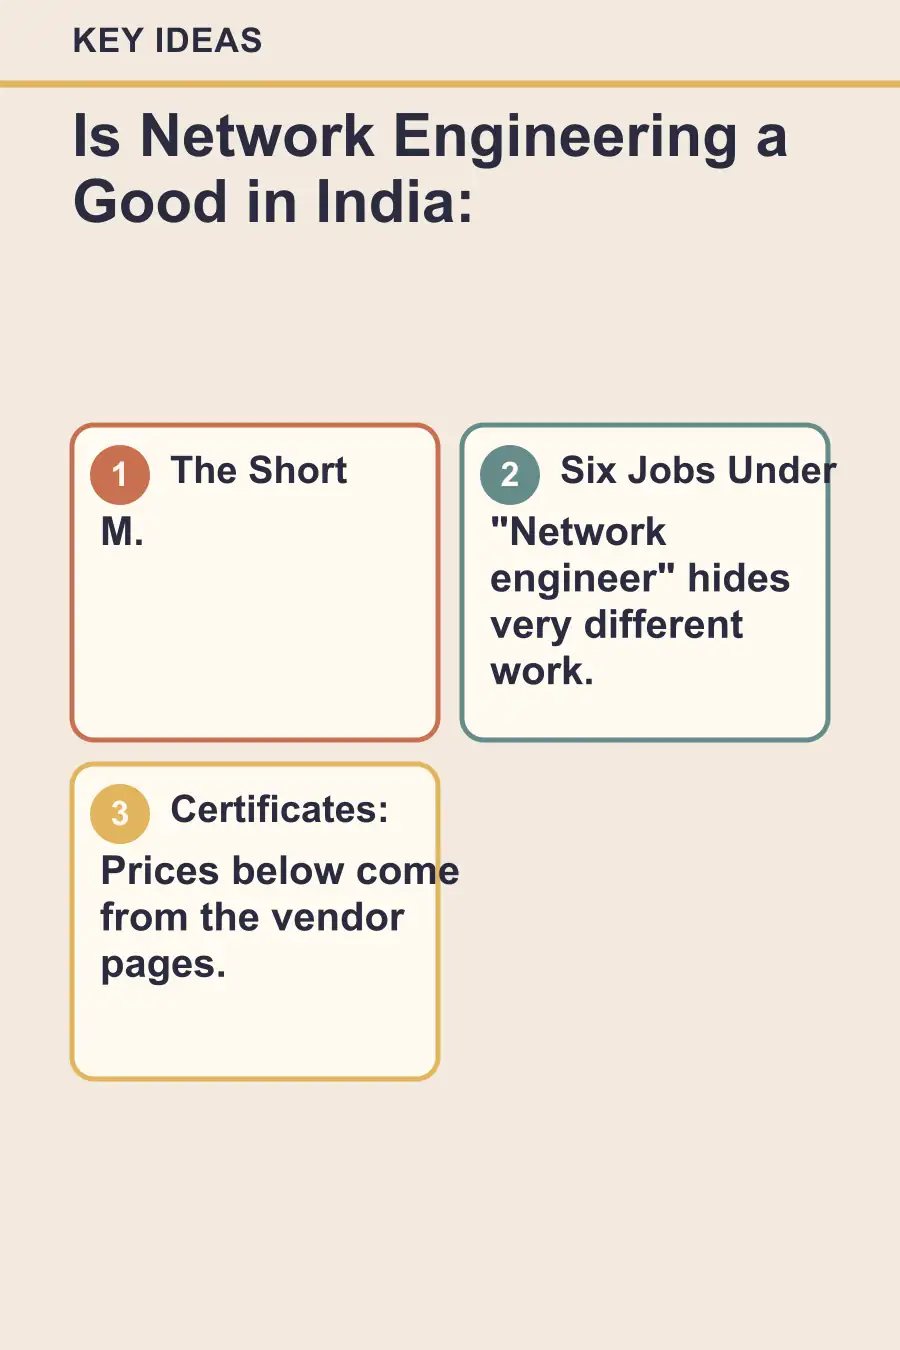 KEY IDEAS
Is Network Engineering a
Good in India:
1 The Short
M.
2 Six Jobs Under
"Network
engineer" hides
very different
work.
3 Certificates:
Prices below come
from the vendor
pages.